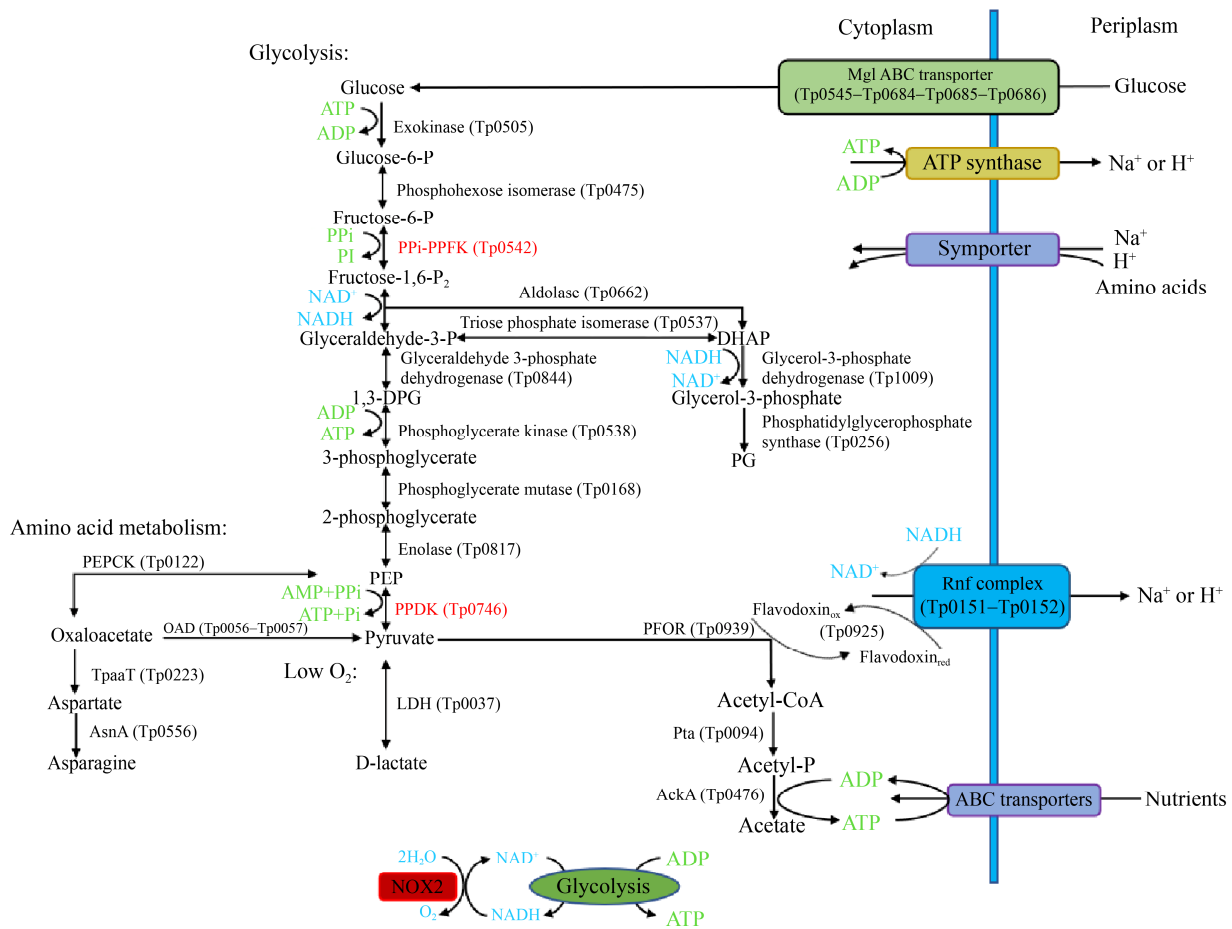 Cytoplasm
Periplasm
Glycolysis:
Mgl ABC transporter
(Tp0545−Tp0684−Tp0685−Tp0686)
Glucose
Glucose
ATP
ADP
Exokinase (Tp0505)
ATP
ADP
ATP synthase
Na⁺ or H⁺
Glucose-6-P
Phosphohexose isomerase (Tp0475)
Fructose-6-P
PPi
PI
PPi-PPFK (Tp0542)
Symporter
Na⁺
H⁺
Amino acids
Fructose-1,6-P₂
NAD⁺
NADH
Aldolase (Tp0662)
Triose phosphate isomerase (Tp0537)
Glyceraldehyde-3-P
DHAP
Glyceraldehyde 3-phosphate
dehydrogenase (Tp0844)
NADH
NAD⁺
Glycerol-3-phosphate
dehydrogenase (Tp1009)
1,3-DPG
Glycerol-3-phosphate
ADP
ATP
Phosphoglycerate kinase (Tp0538)
Phosphatidylglycerophosphate
synthase (Tp0256)
3-phosphoglycerate
PG
Phosphoglycerate mutase (Tp0168)
2-phosphoglycerate
Amino acid metabolism:
Enolase (Tp0817)
PEPCK (Tp0122)
PEP
NADH
NAD⁺
Rnf complex
(Tp0151−Tp0152)
Na⁺ or H⁺
AMP+PPi
ATP+Pi
PPDK (Tp0746)
Flavodoxinₒₓ
(Tp0925)
Flavodoxin_red
Oxaloacetate
OAD (Tp0056−Tp0057)
Pyruvate
PFOR (Tp0939)
Low O₂:
TpaaT (Tp0223)
Aspartate
AsnA (Tp0556)
Asparagine
LDH (Tp0037)
D-lactate
Acetyl-CoA
Pta (Tp0094)
Acetyl-P
AckA (Tp0476)
Acetate
ADP
ATP
ABC transporters
Nutrients
2H₂O
NOX2
O₂
NAD⁺
NADH
Glycolysis
ADP
ATP